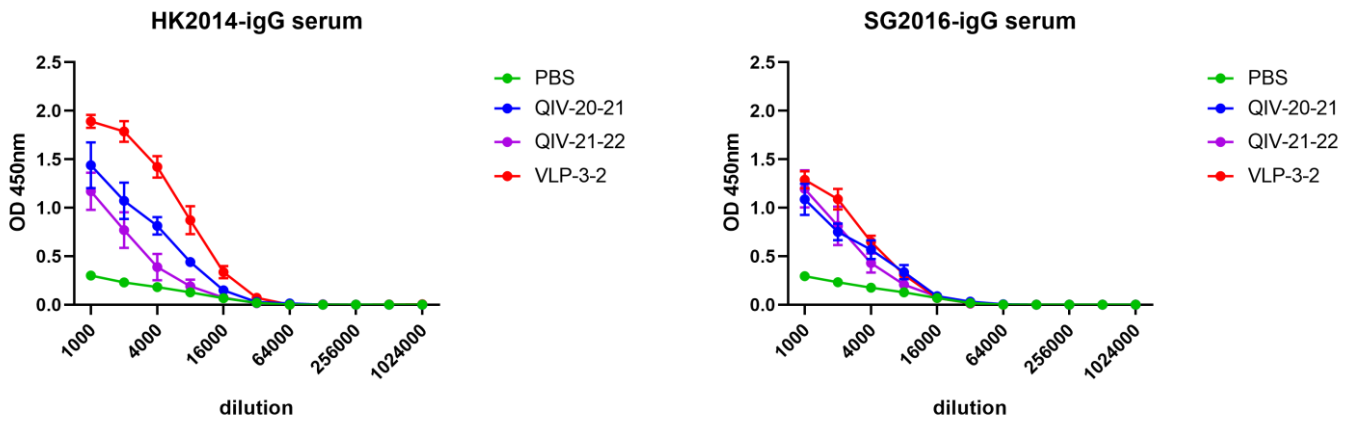 HK2014-igG serum
OD 450nm
2.5
2.0
1.5
1.0
0.5
0.0
1000
40000
16000
64000
256000
1024000
dilution
PBS
QIV-20-21
QIV-21-22
VLP-3-2
SG2016-igG serum
OD 450nm
2.5
2.0
1.5
1.0
0.5
0.0
1000
40000
16000
64000
256000
1024000
dilution
PBS
QIV-20-21
QIV-21-22
VLP-3-2